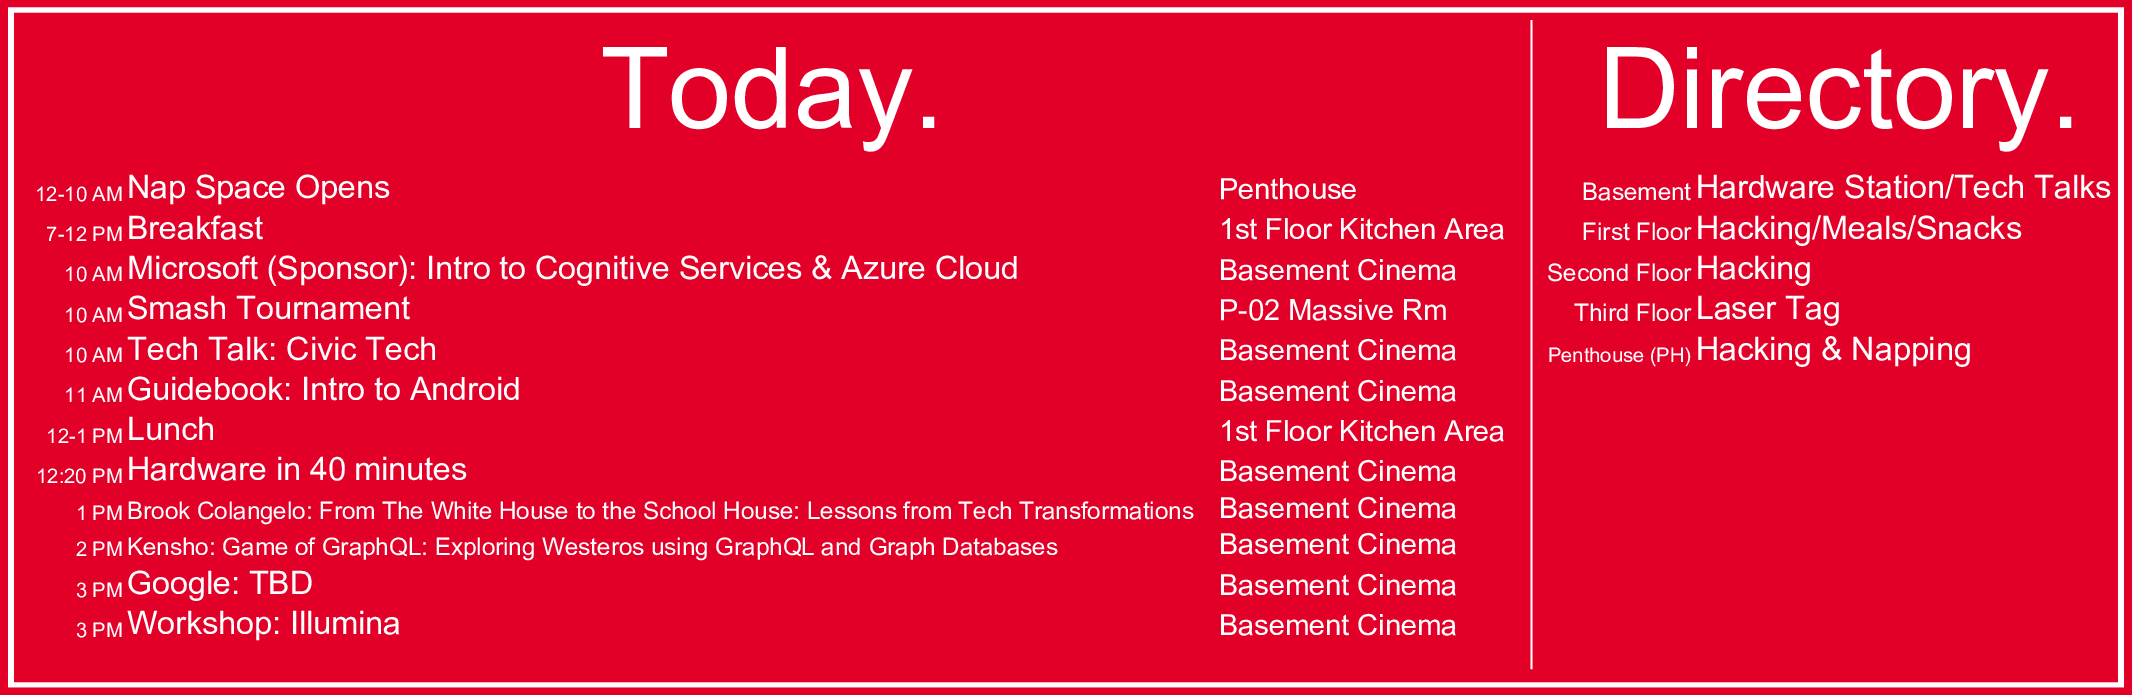 Today.
12-10 AM Nap Space Opens Penthouse
7-12 PM Breakfast 1st Floor Kitchen Area
10 AM Microsoft (Sponsor): Intro to Cognitive Services & Azure Cloud Basement Cinema
10 AM Smash Tournament P-02 Massive Rm
10 AM Tech Talk: Civic Tech Basement Cinema
11 AM Guidebook: Intro to Android Basement Cinema
12-1 PM Lunch 1st Floor Kitchen Area
12:20 PM Hardware in 40 minutes Basement Cinema
1 PM Brook Colangelo: From The White House to the School House: Lessons from Tech Transformations Basement Cinema
2 PM Kensho: Game of GraphQL: Exploring Westeros using GraphQL and Graph Databases Basement Cinema
3 PM Google: TBD Basement Cinema
3 PM Workshop: Illumina Basement Cinema
Directory.
Basement Hardware Station/Tech Talks
First Floor Hacking/Meals/Snacks
Second Floor Hacking
Third Floor Laser Tag
Penthouse (PH) Hacking & Napping